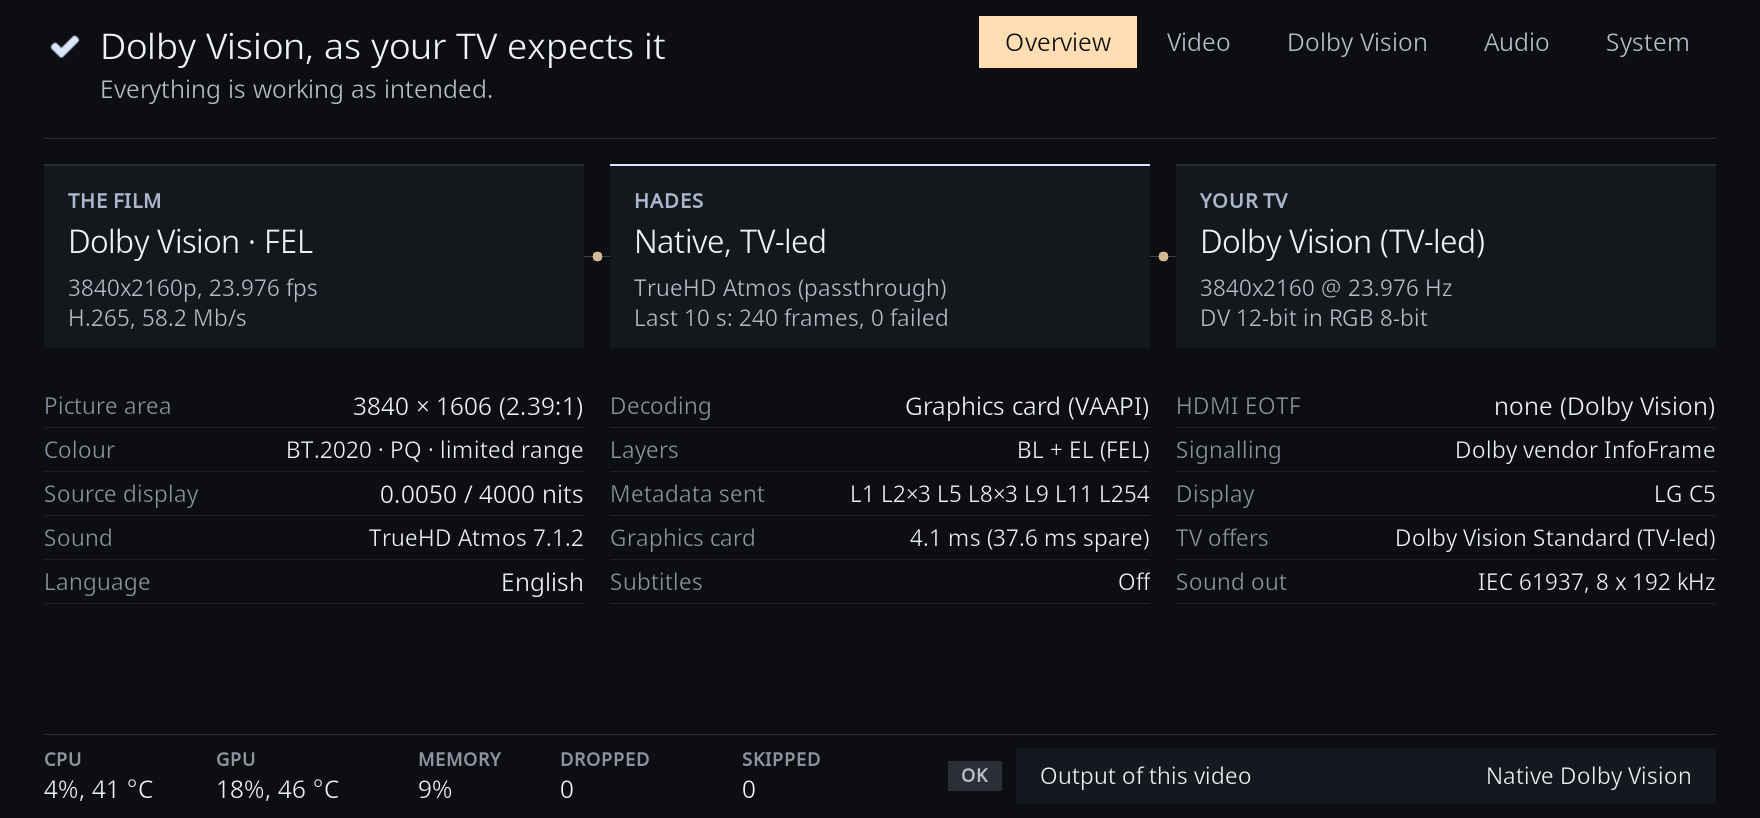 Dolby Vision, as your TV expects it
Everything is working as intended.
Overview Video Dolby Vision Audio System
THE FILM
Dolby Vision · FEL
3840x2160p, 23.976 fps
H.265, 58.2 Mb/s
HADES
Native, TV-led
TrueHD Atmos (passthrough)
Last 10 s: 240 frames, 0 failed
YOUR TV
Dolby Vision (TV-led)
3840x2160 @ 23.976 Hz
DV 12-bit in RGB 8-bit
Picture area 3840 × 1606 (2.39:1)
Colour BT.2020 · PQ · limited range
Source display 0.0050 / 4000 nits
Sound TrueHD Atmos 7.1.2
Language English
Decoding Graphics card (VAAPI)
Layers BL + EL (FEL)
Metadata sent L1 L2×3 L5 L8×3 L9 L11 L254
Graphics card 4.1 ms (37.6 ms spare)
Subtitles Off
HDMI EOTF none (Dolby Vision)
Signalling Dolby vendor InfoFrame
Display LG C5
TV offers Dolby Vision Standard (TV-led)
Sound out IEC 61937, 8 x 192 kHz
CPU
4%, 41 °C
GPU
18%, 46 °C
MEMORY
9%
DROPPED
0
SKIPPED
0
OK Output of this video Native Dolby Vision